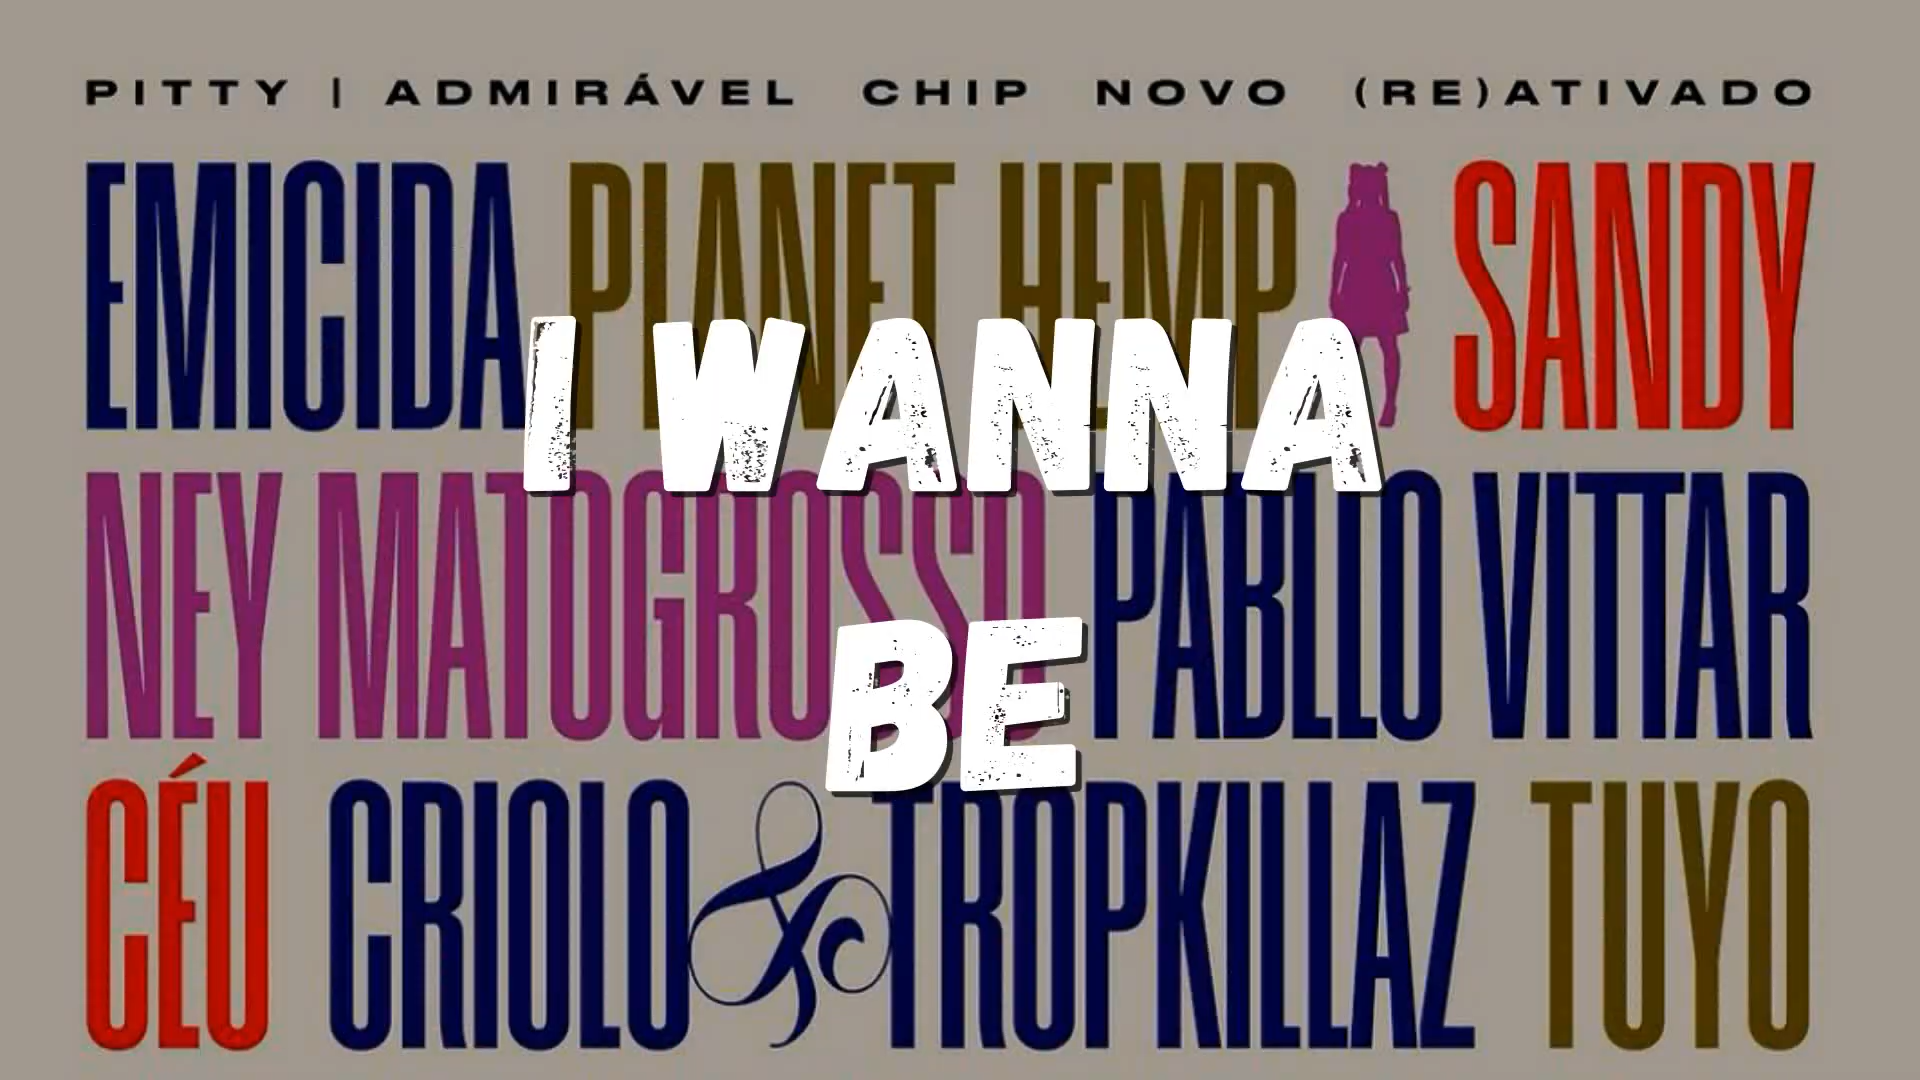 PITTY | ADMIRÁVEL CHIP NOVO (RE)ATIVADO
EMICIDA PLANET HEMP SANDY
I WANNA
NEY MATOGROSSO PABLLO VITTAR
BE
CÉU CRIOLO & TROPKILLAZ TUYO